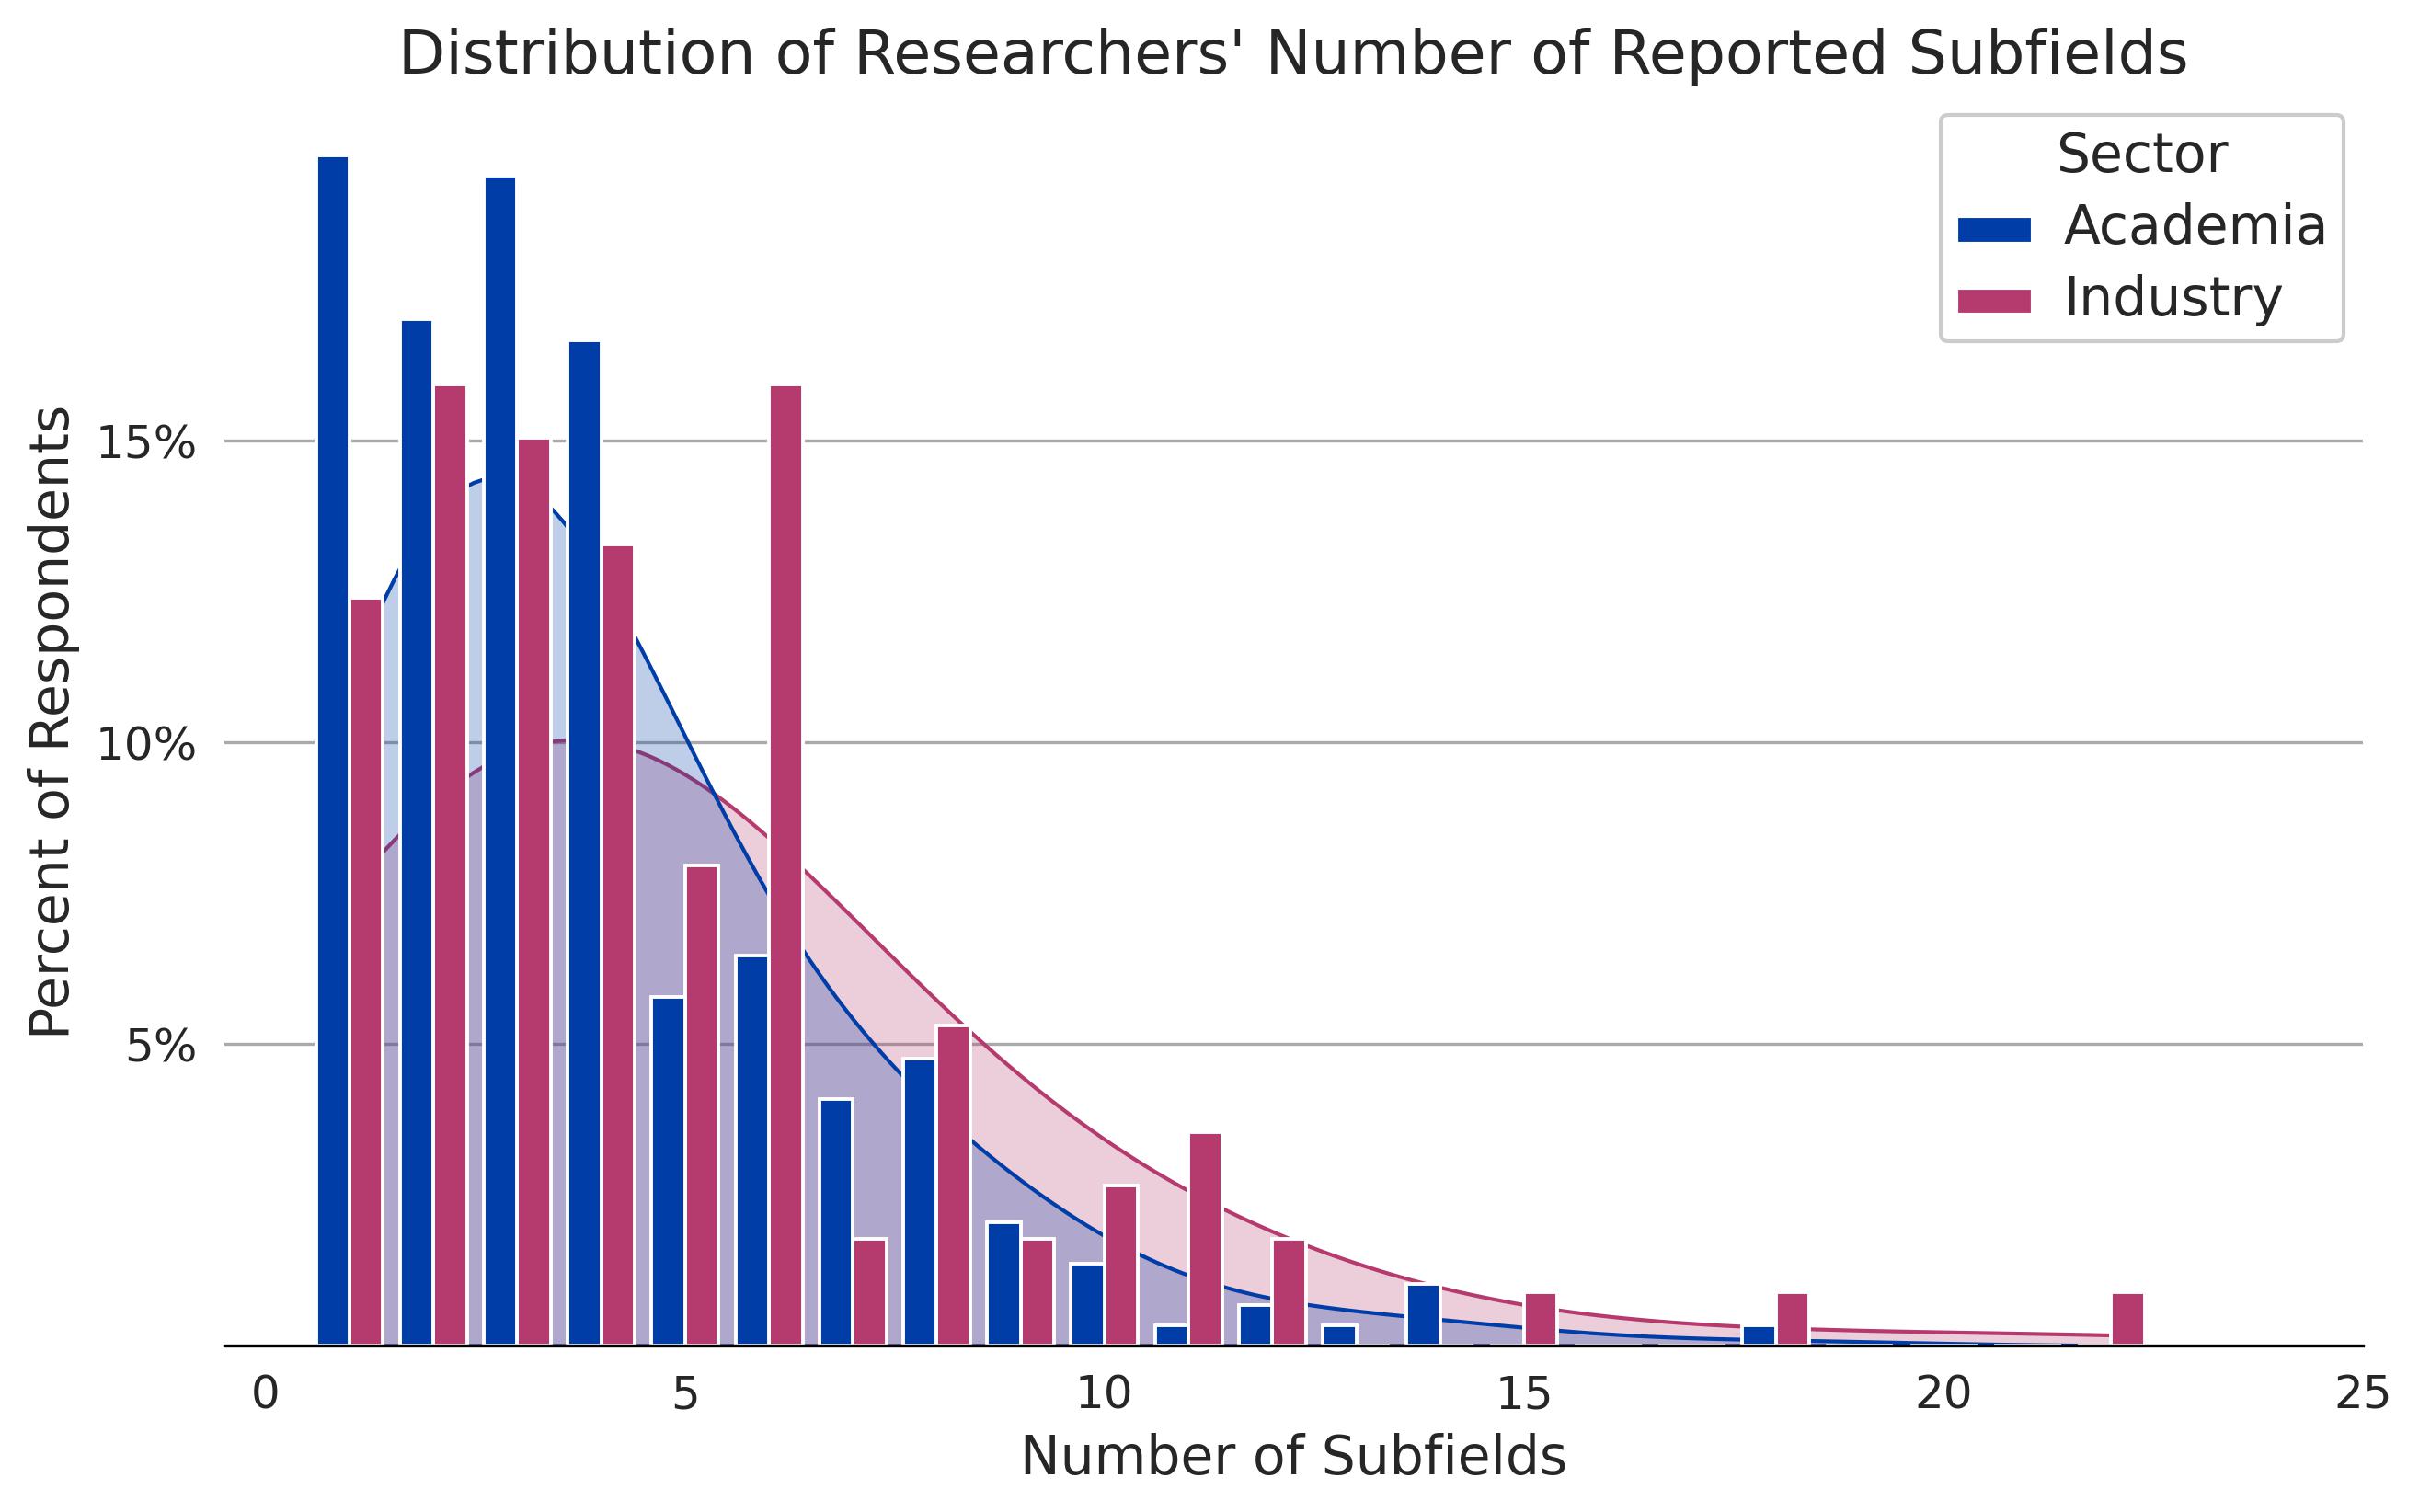 Distribution of Researchers' Number of Reported Subfields
Sector
Academia
Industry
Percent of Respondents
15%
10%
5%
0 5 10 15 20 25
Number of Subfields